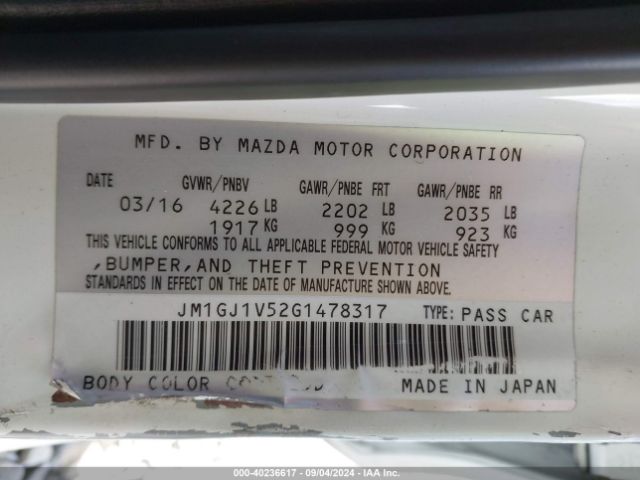 MFD. BY MAZDA MOTOR CORPORATION
DATE GVWR/PNBV GAWR/PNBE FRT GAWR/PNBE RR
03/16 4226 LB 2202 LB 2035 LB
1917 KG 999 KG 923 KG
THIS VEHICLE CONFORMS TO ALL APPLICABLE FEDERAL MOTOR VEHICLE SAFETY
,BUMPER,AND THEFT PREVENTION
STANDARDS IN EFFECT ON THE DATE OF MANUFACTURE SHOWN ABOVE.
JM1GJ1V52G1478317 TYPE: PASS CAR
BODY COLOR MADE IN JAPAN
000-40236617 - 09/04/2024 - IAA Inc.